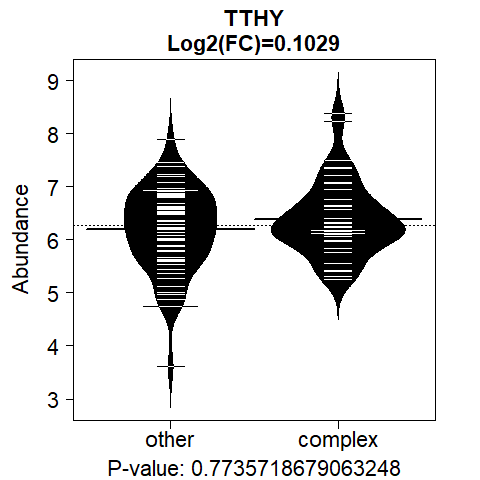 TTHY
Log2(FC)=0.1029
9
8
7
6
5
4
3
Abundance
other complex
P-value: 0.7735718679063248